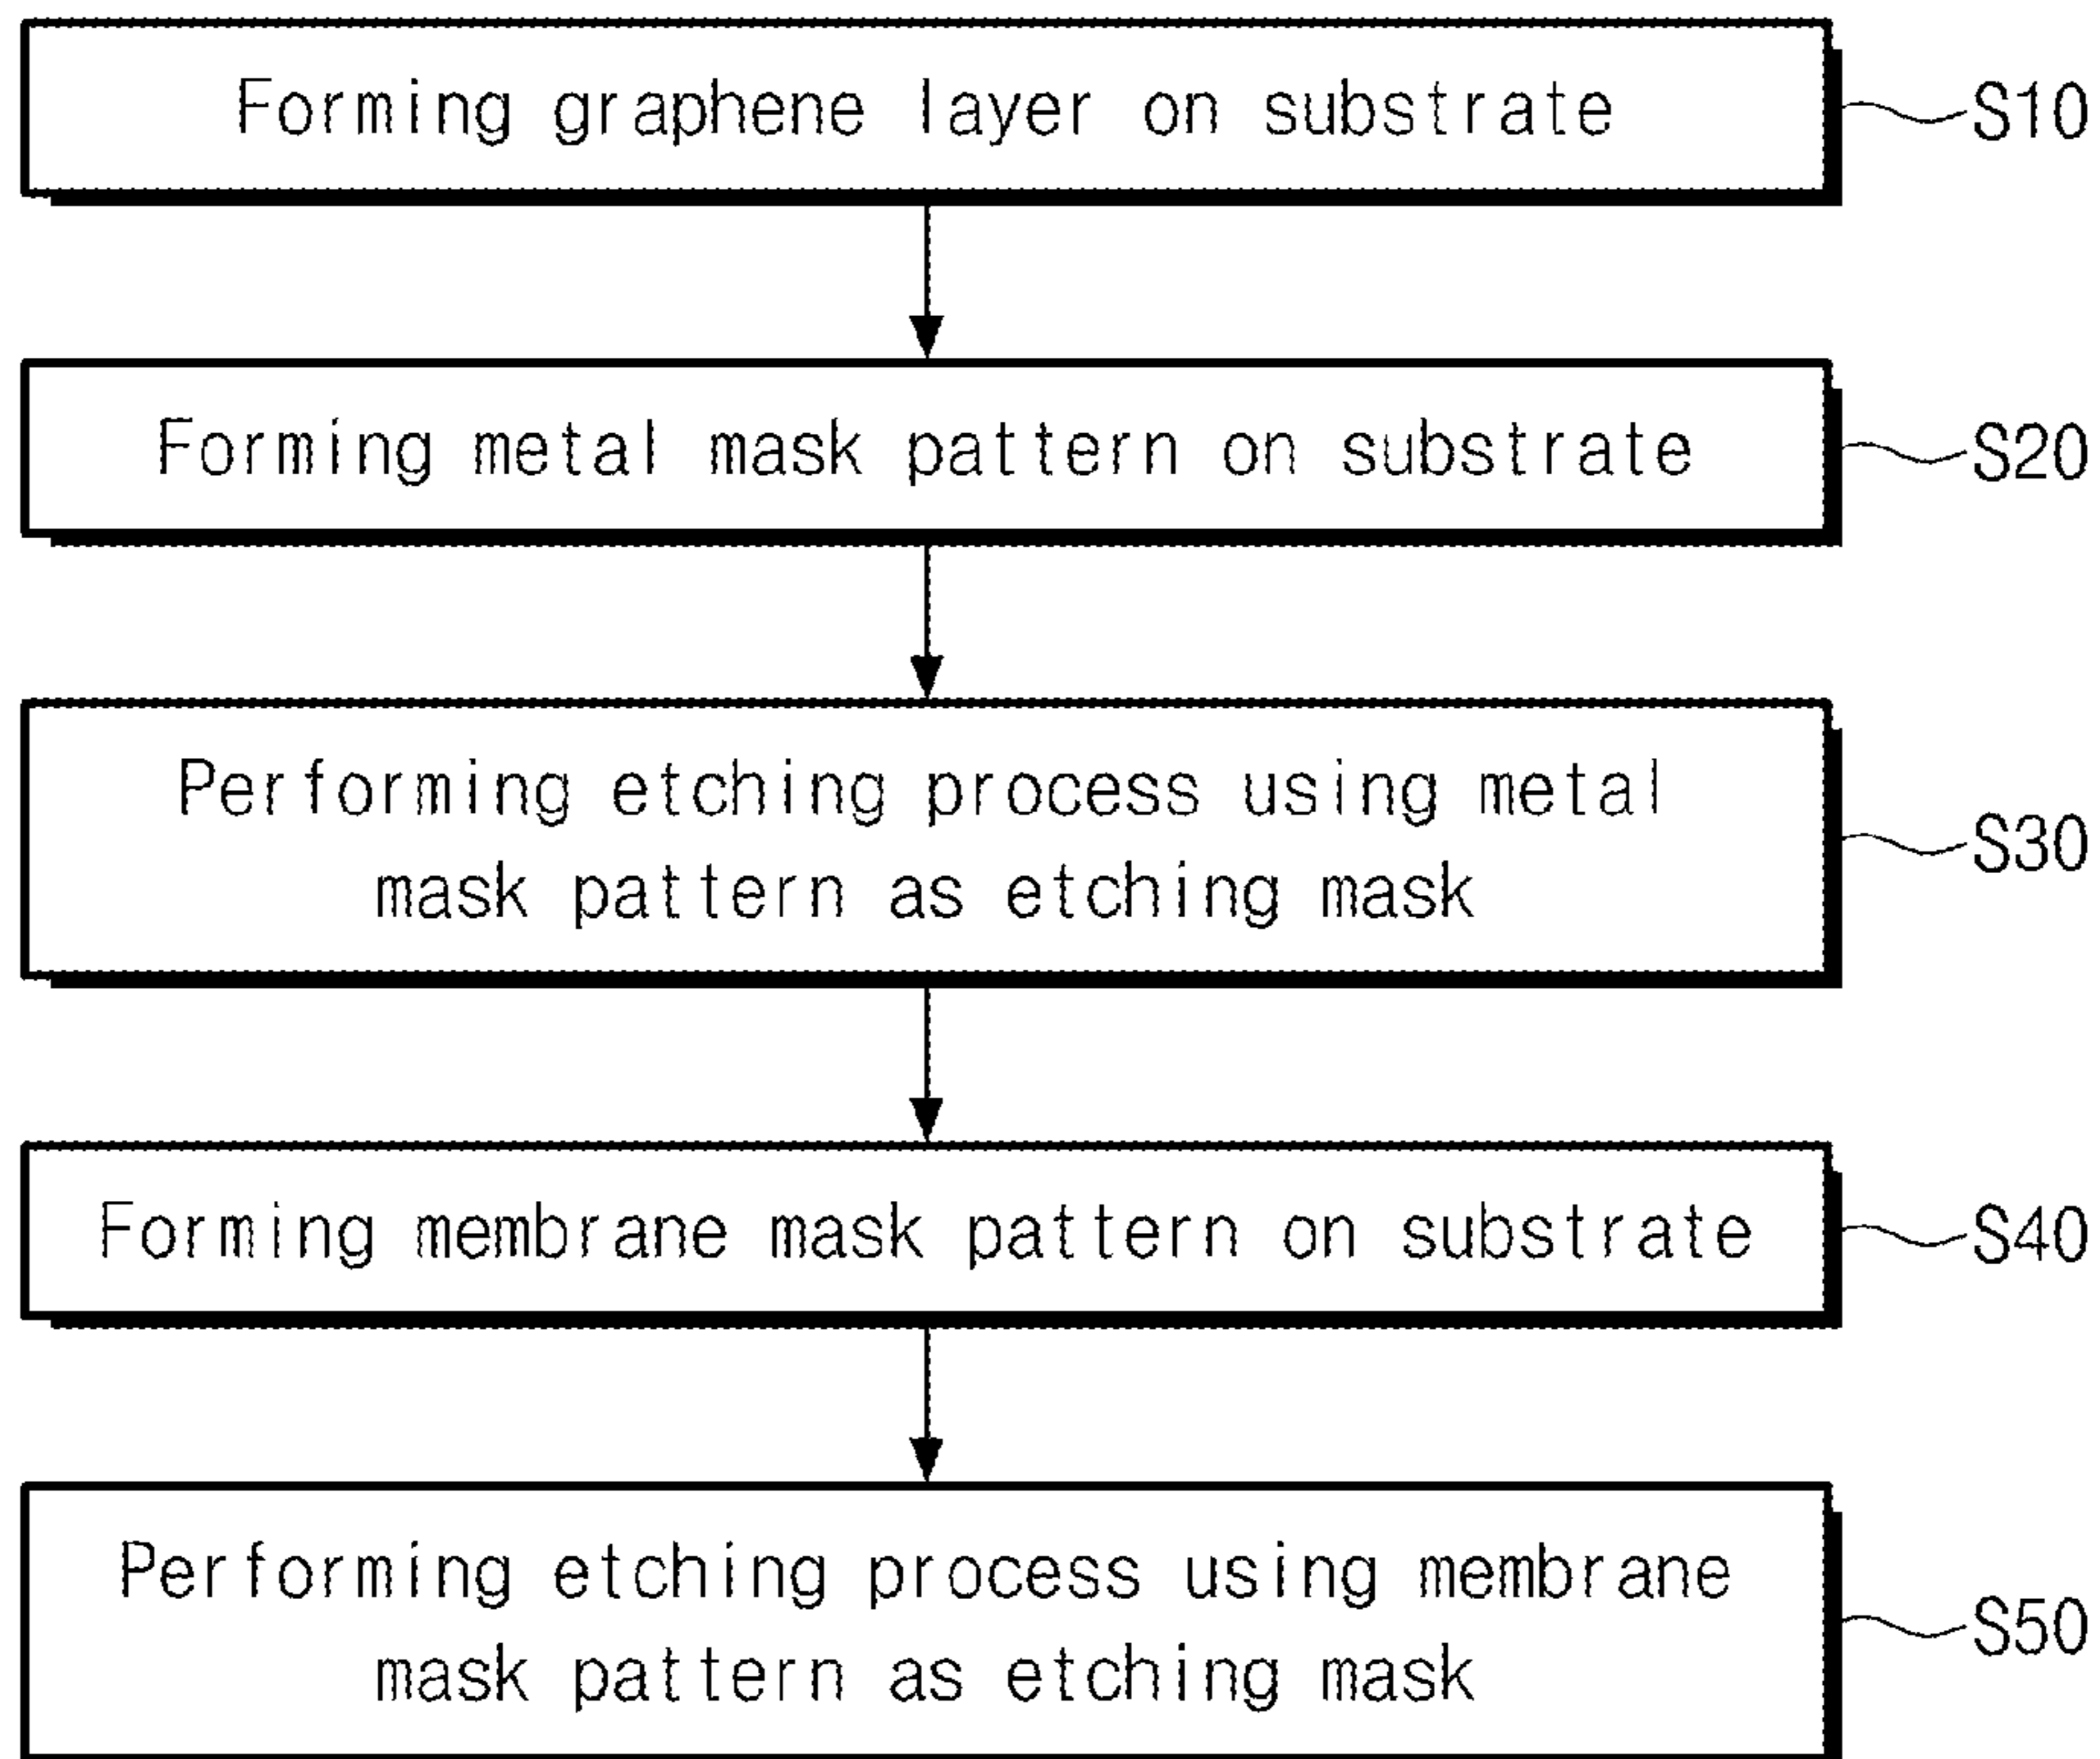 Forming graphene layer on substrate
S10
Forming metal mask pattern on substrate
S20
Performing etching process using metal
mask pattern as etching mask
S30
Forming membrane mask pattern on substrate
S40
Performing etching process using membrane
mask pattern as etching mask
S50